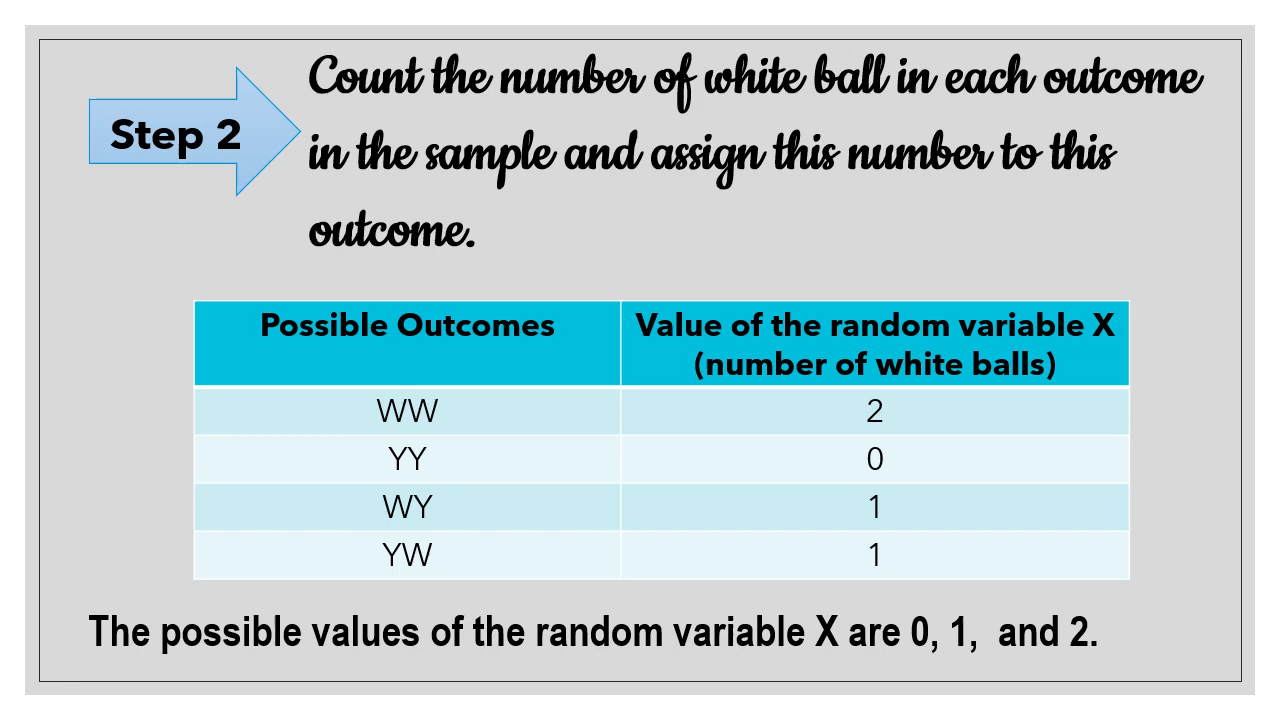 Step 2
Count the number of white ball in each outcome
in the sample and assign this number to this
outcome.
Possible Outcomes
Value of the random variable X
(number of white balls)
WW 2
YY 0
WY 1
YW 1
The possible values of the random variable X are 0, 1,  and 2.